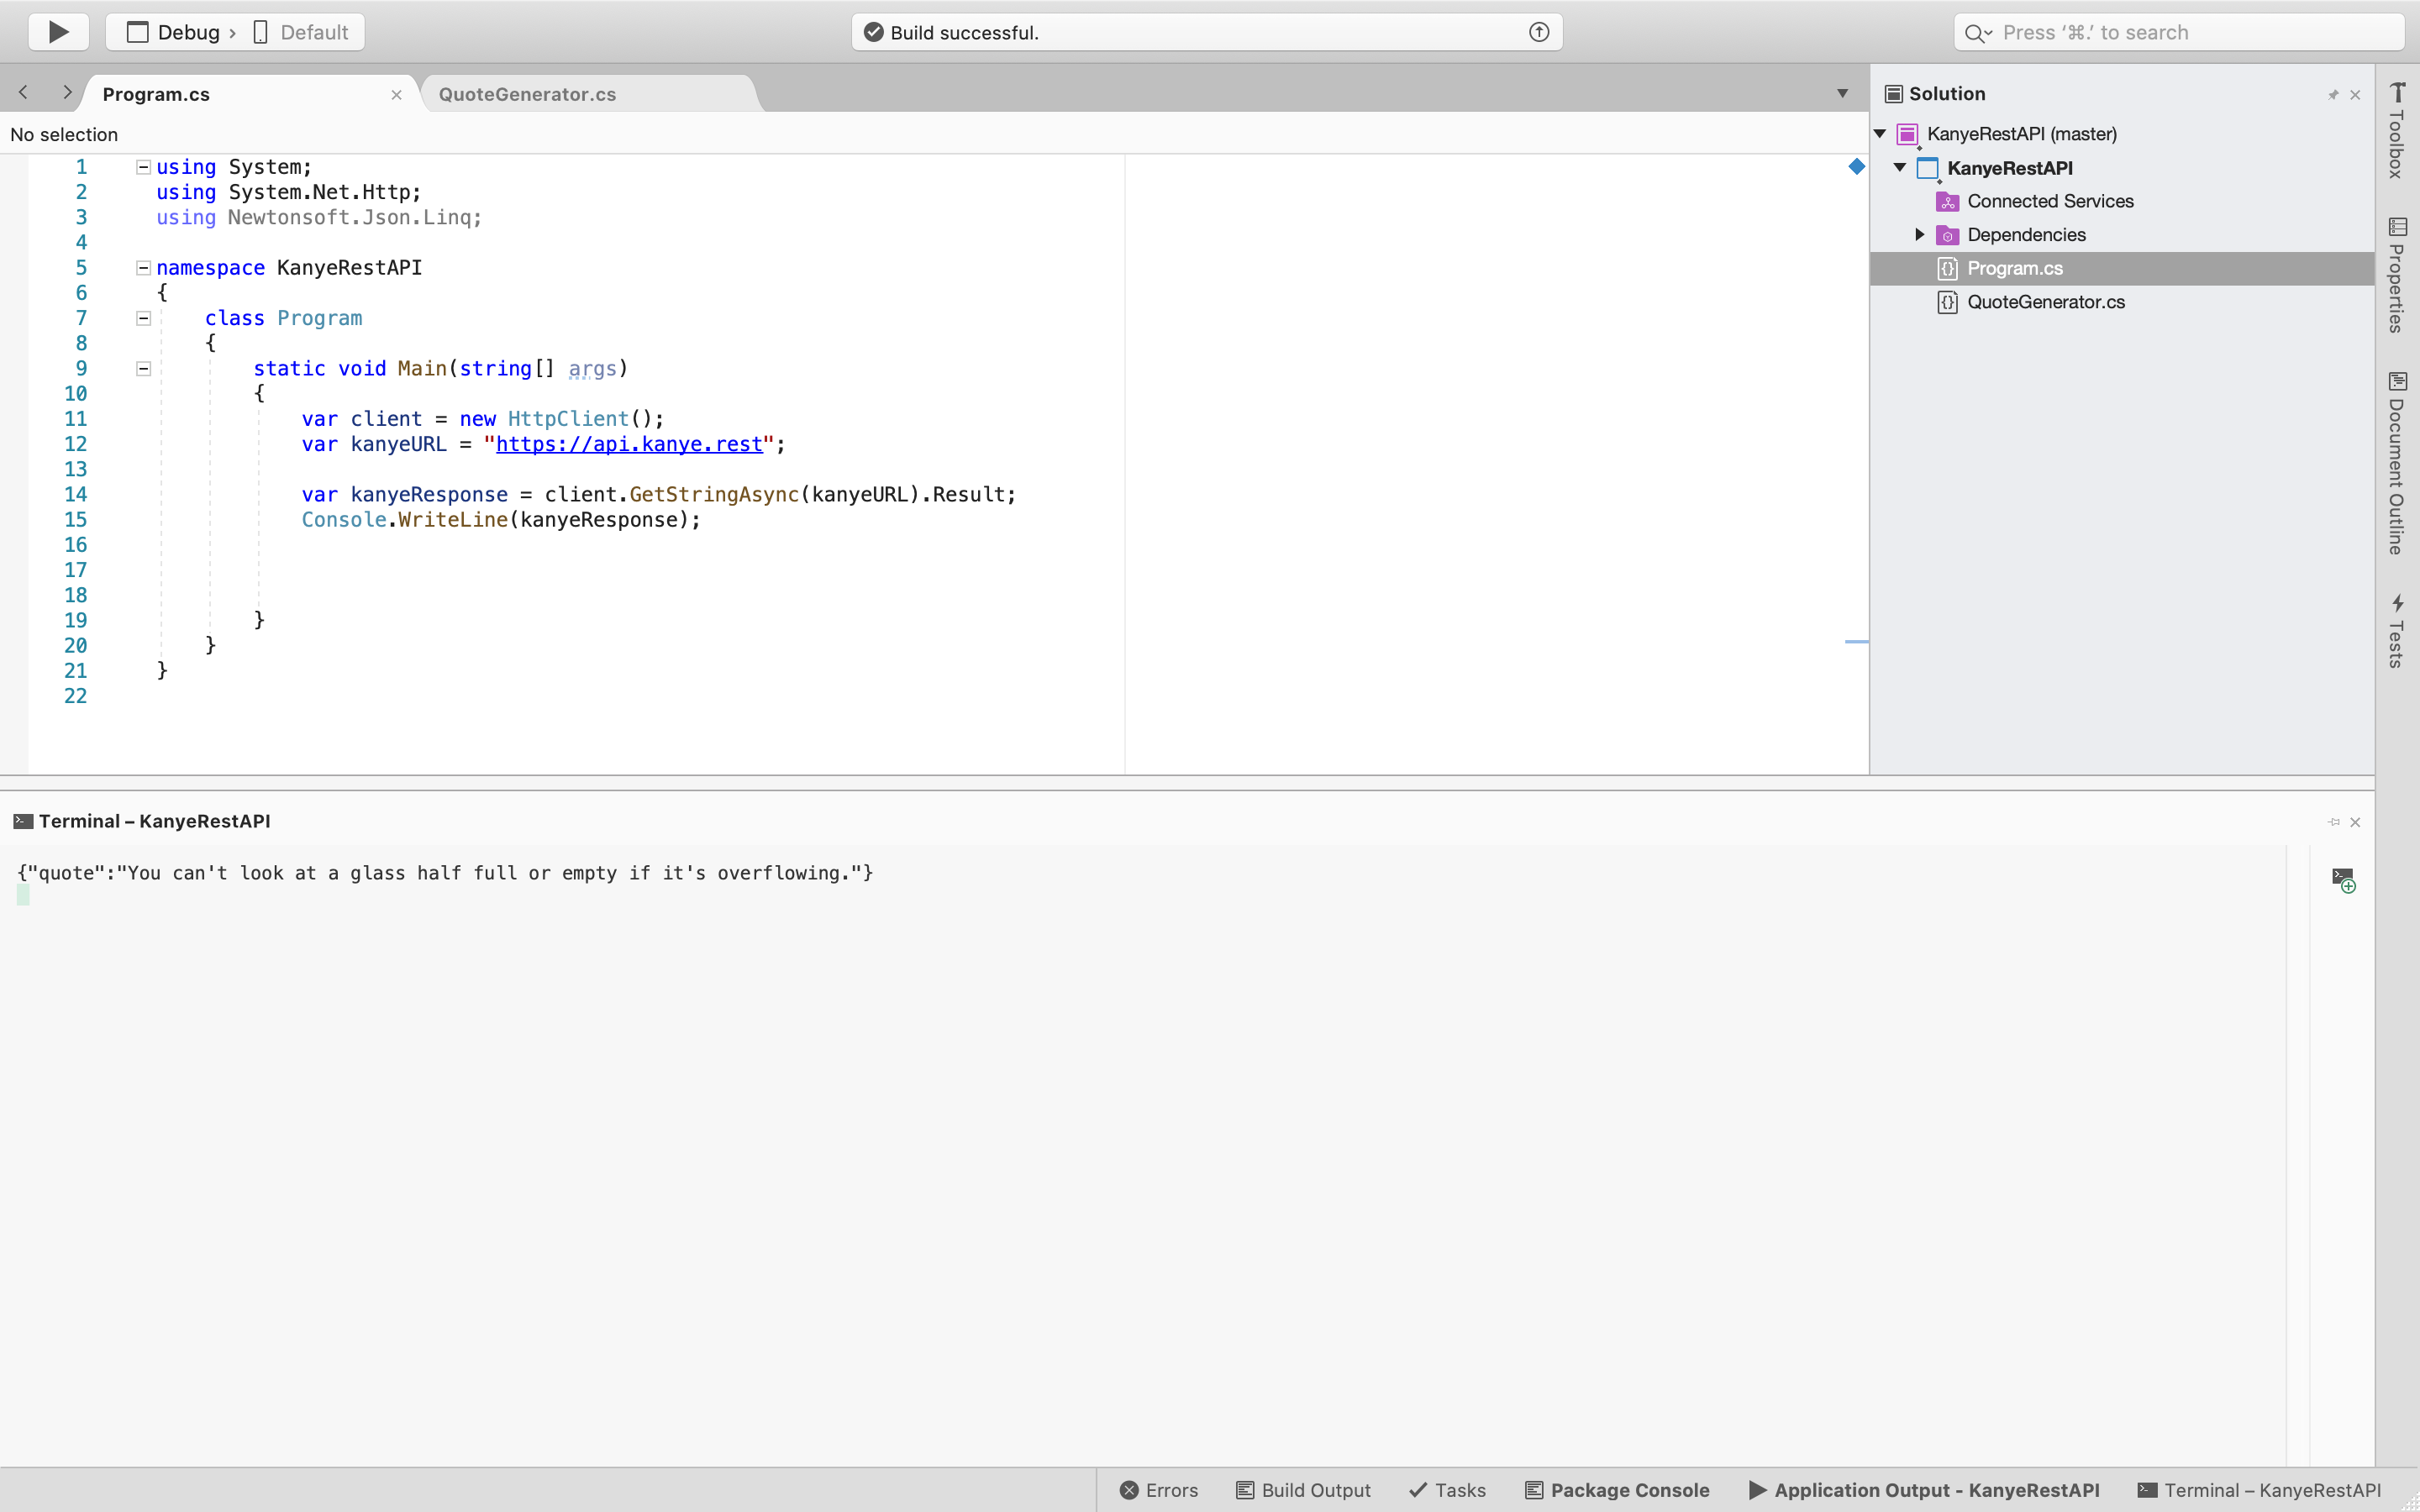 Debug › Default
Build successful.
Press ‘⌘.’ to search
Program.cs
QuoteGenerator.cs
No selection
1 using System;
2 using System.Net.Http;
3 using Newtonsoft.Json.Linq;
4
5 namespace KanyeRestAPI
6 {
7 class Program
8 {
9 static void Main(string[] args)
10 {
11 var client = new HttpClient();
12 var kanyeURL = "https://api.kanye.rest";
13
14 var kanyeResponse = client.GetStringAsync(kanyeURL).Result;
15 Console.WriteLine(kanyeResponse);
16
17
18
19 }
20 }
21 }
22
Solution
KanyeRestAPI (master)
KanyeRestAPI
Connected Services
Dependencies
Program.cs
QuoteGenerator.cs
Toolbox
Properties
Document Outline
Tests
Terminal – KanyeRestAPI
{"quote":"You can't look at a glass half full or empty if it's overflowing."}
Errors
Build Output
Tasks
Package Console
Application Output - KanyeRestAPI
Terminal – KanyeRestAPI